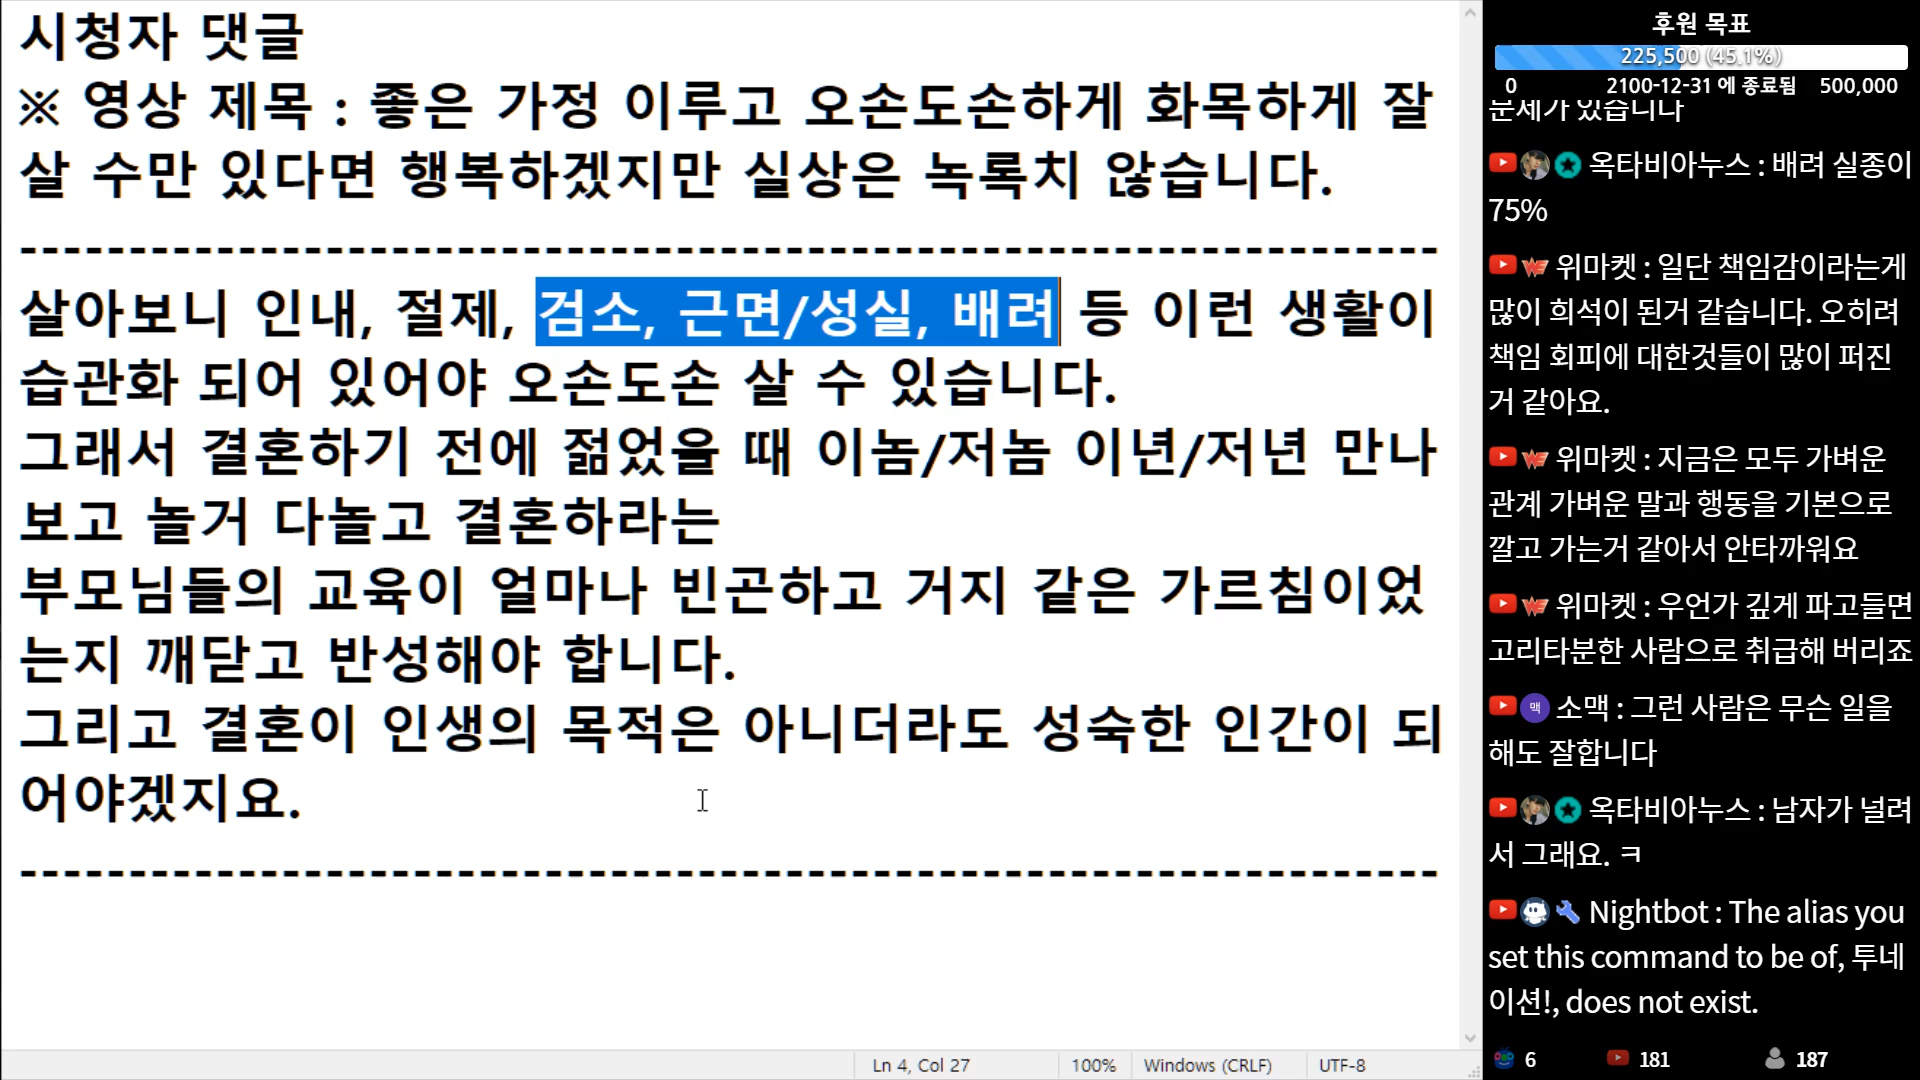 시청자 댓글
※ 영상 제목 : 좋은 가정 이루고 오손도손하게 화목하게 잘
살 수만 있다면 행복하겠지만 실상은 녹록치 않습니다.
------------------------------------------------------------------------------
살아보니 인내, 절제, 검소, 근면/성실, 배려 등 이런 생활이
습관화 되어 있어야 오손도손 살 수 있습니다.
그래서 결혼하기 전에 젊었을 때 이놈/저놈 이년/저년 만나
보고 놀거 다놀고 결혼하라는
부모님들의 교육이 얼마나 빈곤하고 거지 같은 가르침이었
는지 깨닫고 반성해야 합니다.
그리고 결혼이 인생의 목적은 아니더라도 성숙한 인간이 되
어야겠지요.
------------------------------------------------------------------------------
Ln 4, Col 27 100% Windows (CRLF) UTF-8
후원 목표
225,500 (45.1%)
0 2100-12-31 에 종료됨 500,000
문제가 있습니다
옥타비아누스 : 배려 실종이
75%
위마켓 : 일단 책임감이라는게
많이 희석이 된거 같습니다. 오히려
책임 회피에 대한것들이 많이 퍼진
거 같아요.
위마켓 : 지금은 모두 가벼운
관계 가벼운 말과 행동을 기본으로
깔고 가는거 같아서 안타까워요
위마켓 : 우언가 깊게 파고들면
고리타분한 사람으로 취급해 버리죠
맥 소맥 : 그런 사람은 무슨 일을
해도 잘합니다
옥타비아누스 : 남자가 널려
서 그래요. ㅋ
Nightbot : The alias you
set this command to be of, 투네
이션!, does not exist.
6 181 187